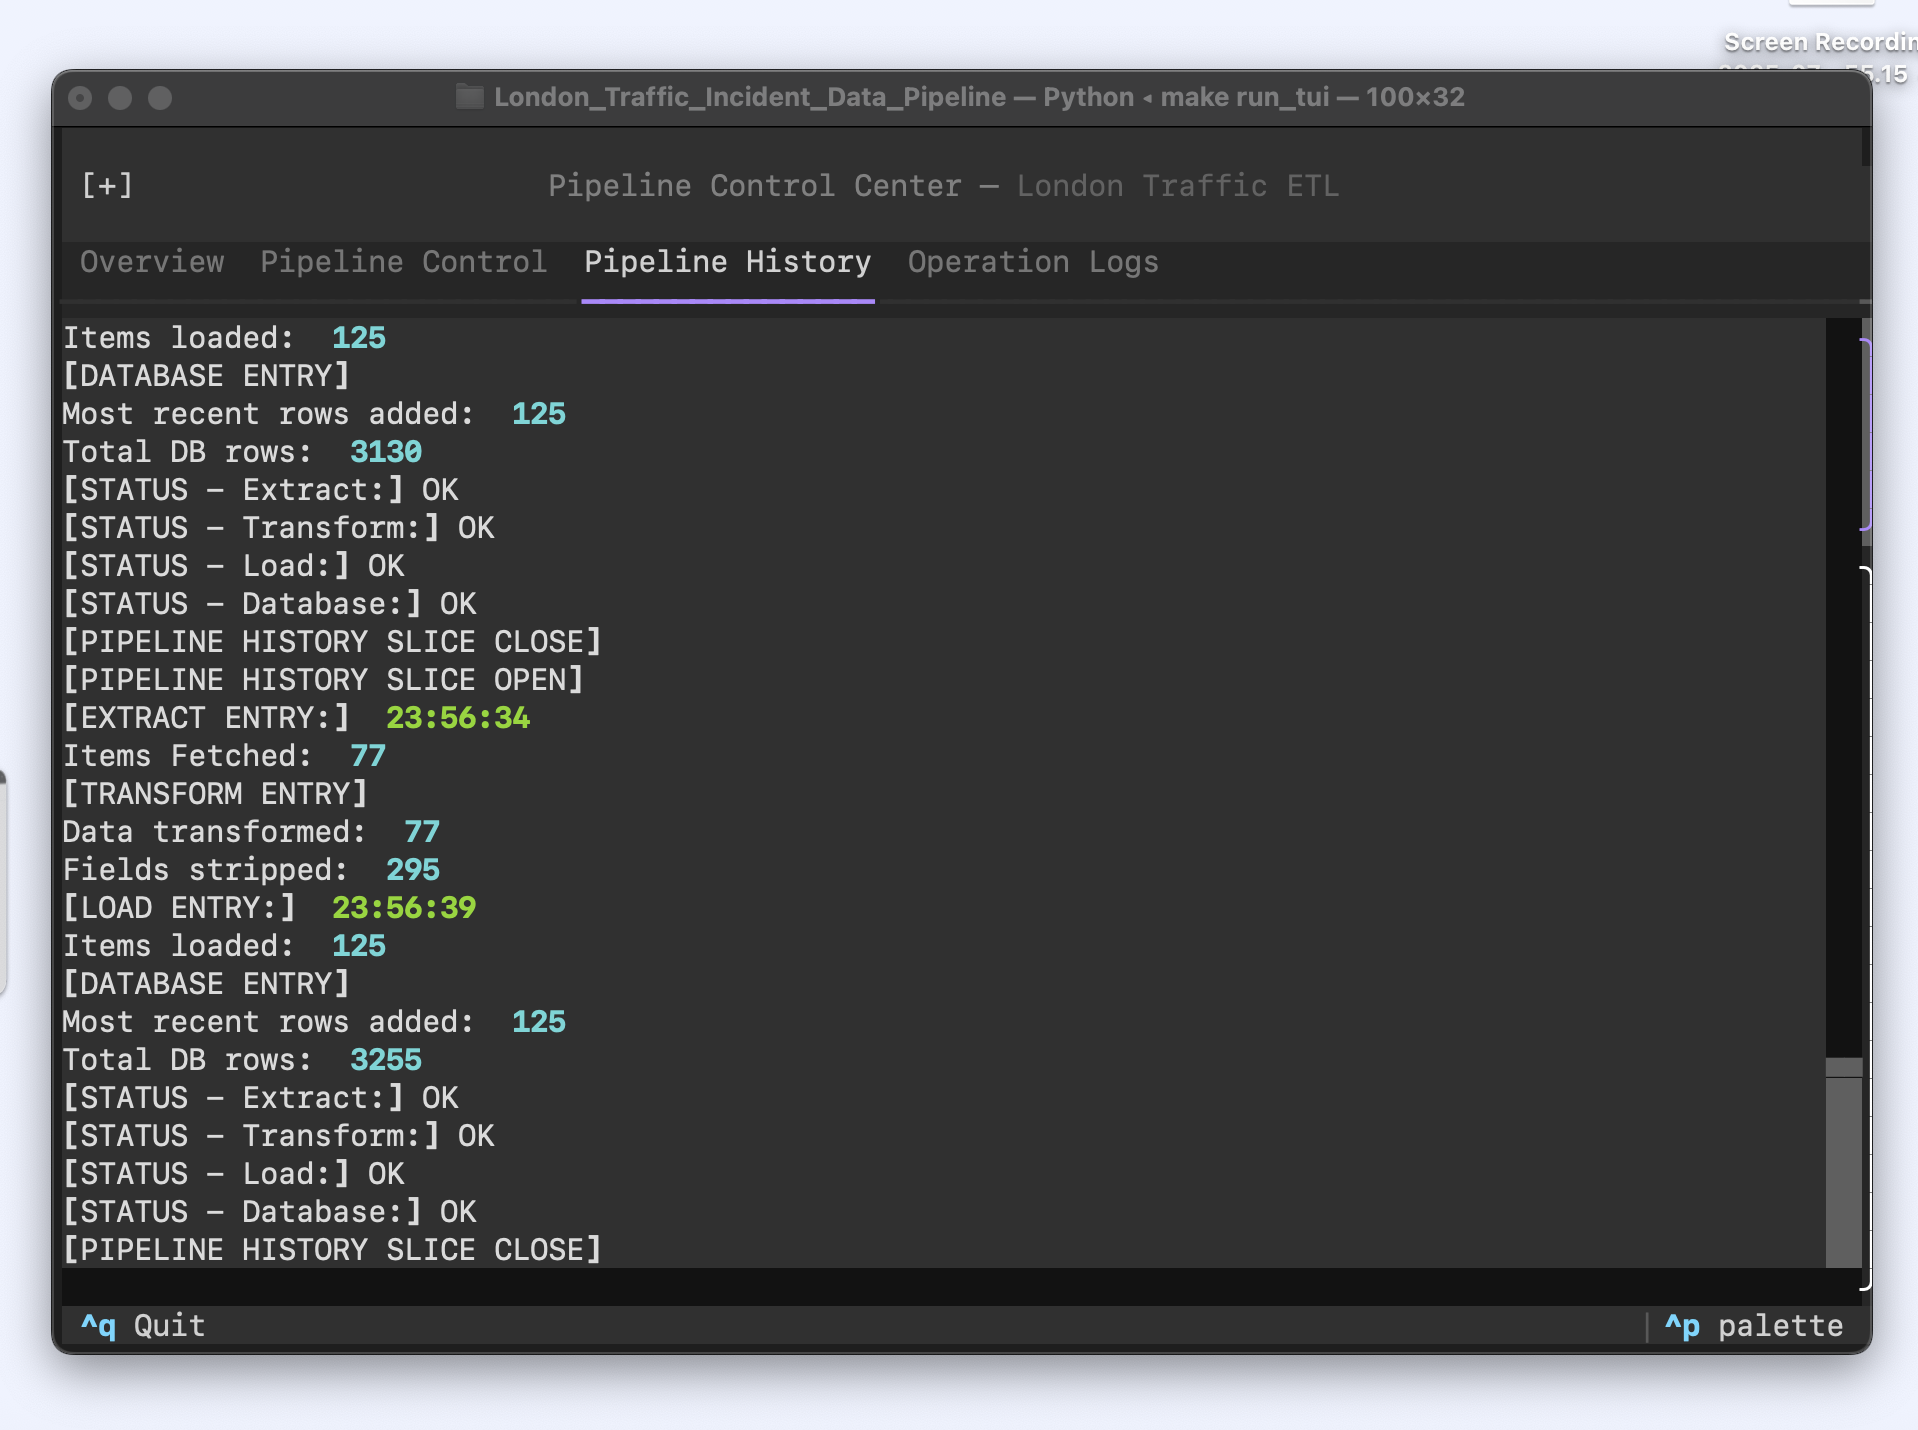 Screen Recordin
5.15
London_Traffic_Incident_Data_Pipeline — Python ◂ make run_tui — 100×32
[+] Pipeline Control Center — London Traffic ETL
Overview Pipeline Control Pipeline History Operation Logs
Items loaded: 125
[DATABASE ENTRY]
Most recent rows added: 125
Total DB rows: 3130
[STATUS – Extract:] OK
[STATUS – Transform:] OK
[STATUS – Load:] OK
[STATUS – Database:] OK
[PIPELINE HISTORY SLICE CLOSE]
[PIPELINE HISTORY SLICE OPEN]
[EXTRACT ENTRY:] 23:56:34
Items Fetched: 77
[TRANSFORM ENTRY]
Data transformed: 77
Fields stripped: 295
[LOAD ENTRY:] 23:56:39
Items loaded: 125
[DATABASE ENTRY]
Most recent rows added: 125
Total DB rows: 3255
[STATUS – Extract:] OK
[STATUS – Transform:] OK
[STATUS – Load:] OK
[STATUS – Database:] OK
[PIPELINE HISTORY SLICE CLOSE]
^q Quit ^p palette